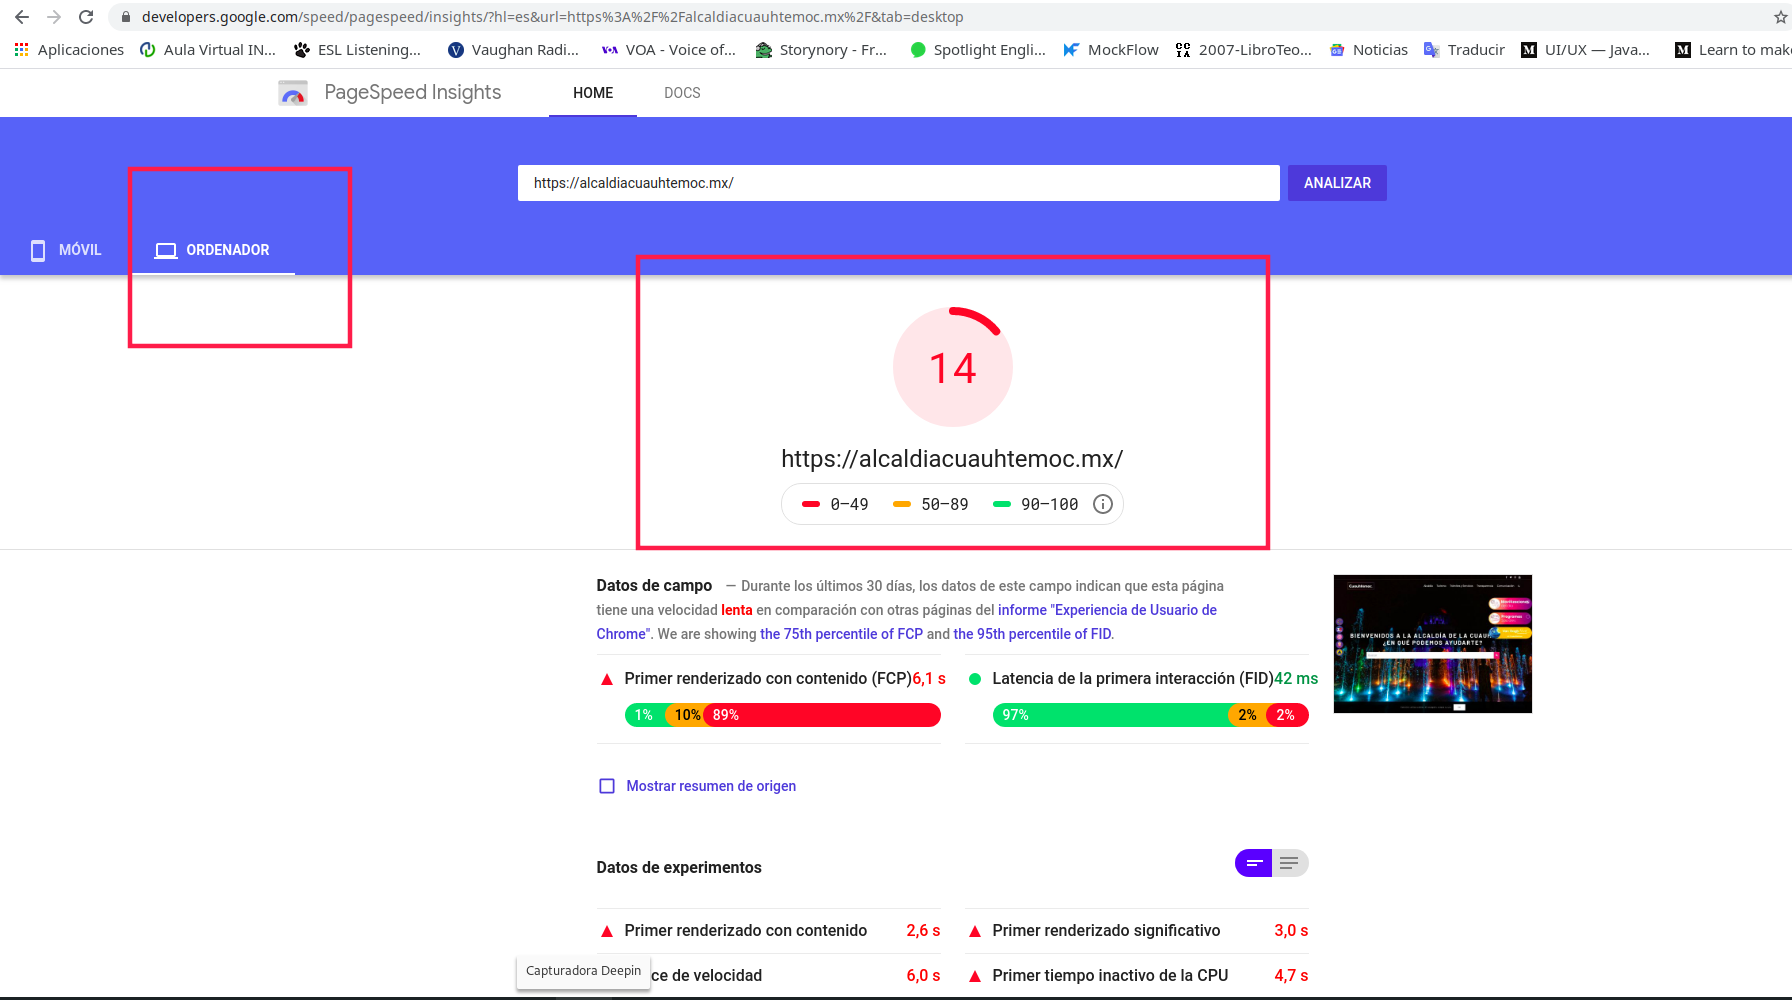 developers.google.com/speed/pagespeed/insights/?hl=es&url=https%3A%2F%2Falcaldiacuauhtemoc.mx%2F&tab=desktop
Aplicaciones Aula Virtual IN... ESL Listening... Vaughan Radi... VOA - Voice of... Storynory - Fr... Spotlight Engli... MockFlow 2007-LibroTeo... Noticias Traducir UI/UX — Java... Learn to mak
PageSpeed Insights HOME DOCS
https://alcaldiacuauhtemoc.mx/ ANALIZAR
MÓVIL ORDENADOR
14
https://alcaldiacuauhtemoc.mx/
0–49 50–89 90–100
Datos de campo — Durante los últimos 30 días, los datos de este campo indican que esta página
tiene una velocidad lenta en comparación con otras páginas del informe "Experiencia de Usuario de
Chrome". We are showing the 75th percentile of FCP and the 95th percentile of FID.
BIENVENIDOS A LA ALCALDÍA DE LA
¿EN QUÉ PODEMOS AYUDARTE?
Primer renderizado con contenido (FCP) 6,1 s Latencia de la primera interacción (FID) 42 ms
1% 10% 89% 97% 2% 2%
Mostrar resumen de origen
Datos de experimentos
Primer renderizado con contenido 2,6 s Primer renderizado significativo 3,0 s
Capturadora Deepin
ce de velocidad 6,0 s Primer tiempo inactivo de la CPU 4,7 s